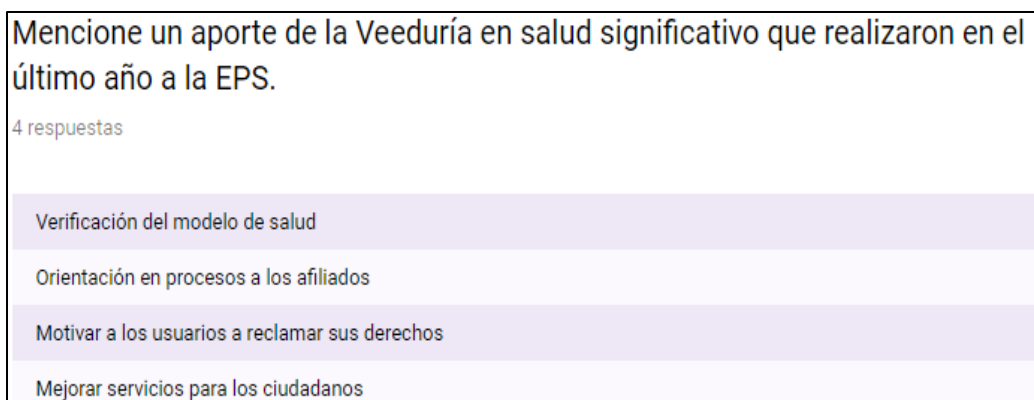 Mencione un aporte de la Veeduría en salud significativo que realizaron en el
último año a la EPS.
4 respuestas
Verificación del modelo de salud
Orientación en procesos a los afiliados
Motivar a los usuarios a reclamar sus derechos
Mejorar servicios para los ciudadanos